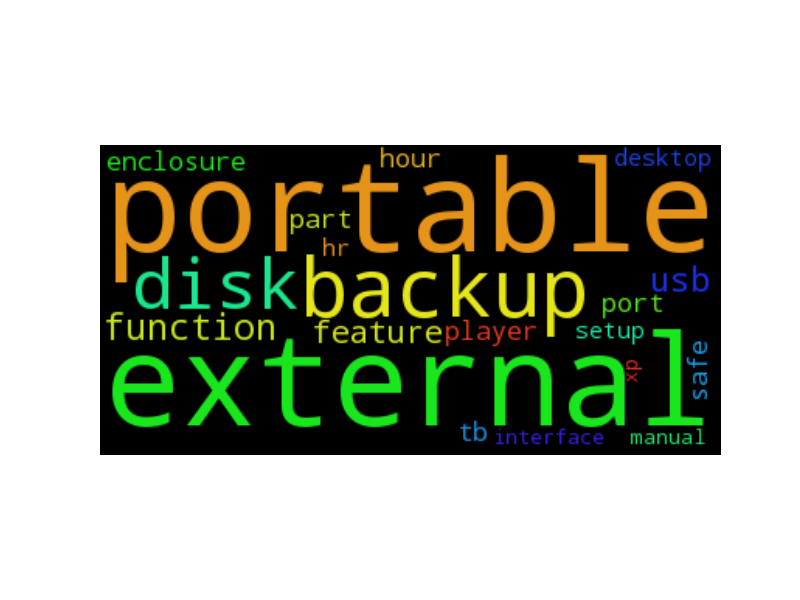 enclosure hour desktop
portable
part
hr
disk backup usb
port
function feature player setup
external
xp
safe
tb interface manual